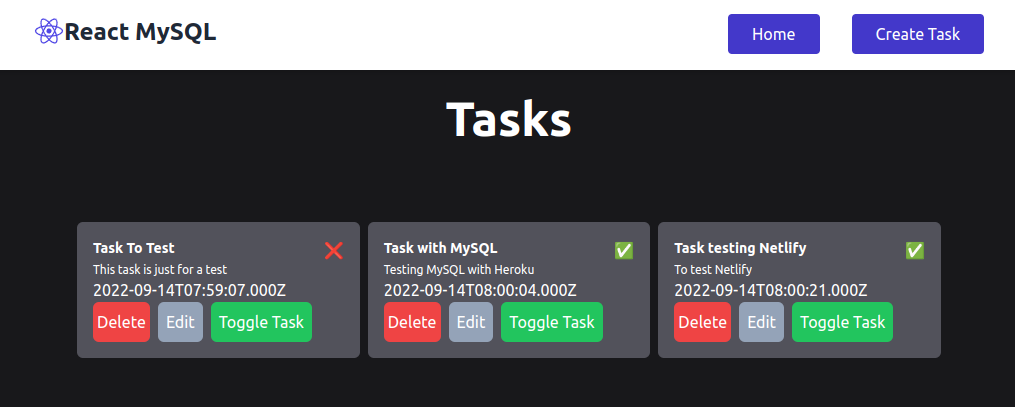 React MySQL
Home
Create Task
Tasks
Task To Test
This task is just for a test
2022-09-14T07:59:07.000Z
Delete
Edit
Toggle Task
Task with MySQL
Testing MySQL with Heroku
2022-09-14T08:00:04.000Z
Delete
Edit
Toggle Task
Task testing Netlify
To test Netlify
2022-09-14T08:00:21.000Z
Delete
Edit
Toggle Task